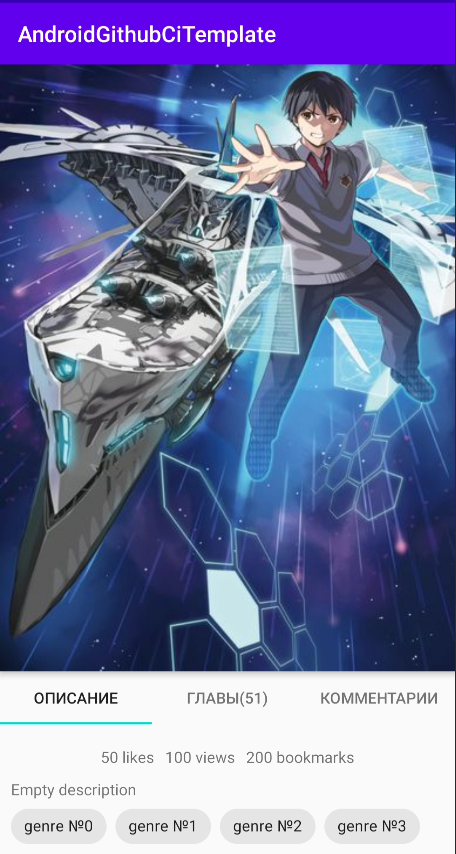 AndroidGithubCiTemplate
ОПИСАНИЕ ГЛАВЫ(51) КОММЕНТАРИИ
50 likes 100 views 200 bookmarks
Empty description
genre №0 genre №1 genre №2 genre №3